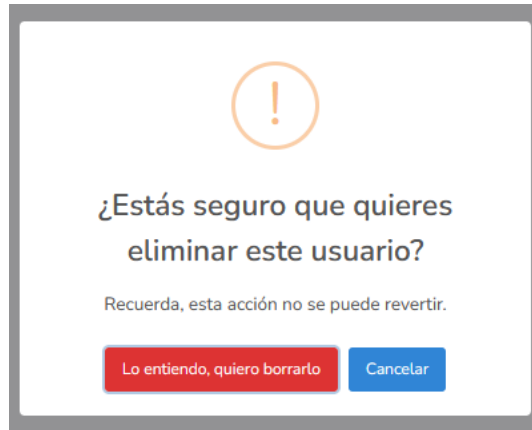 ¿Estás seguro que quieres
eliminar este usuario?
Recuerda, esta acción no se puede revertir.
Lo entiendo, quiero borrarlo Cancelar